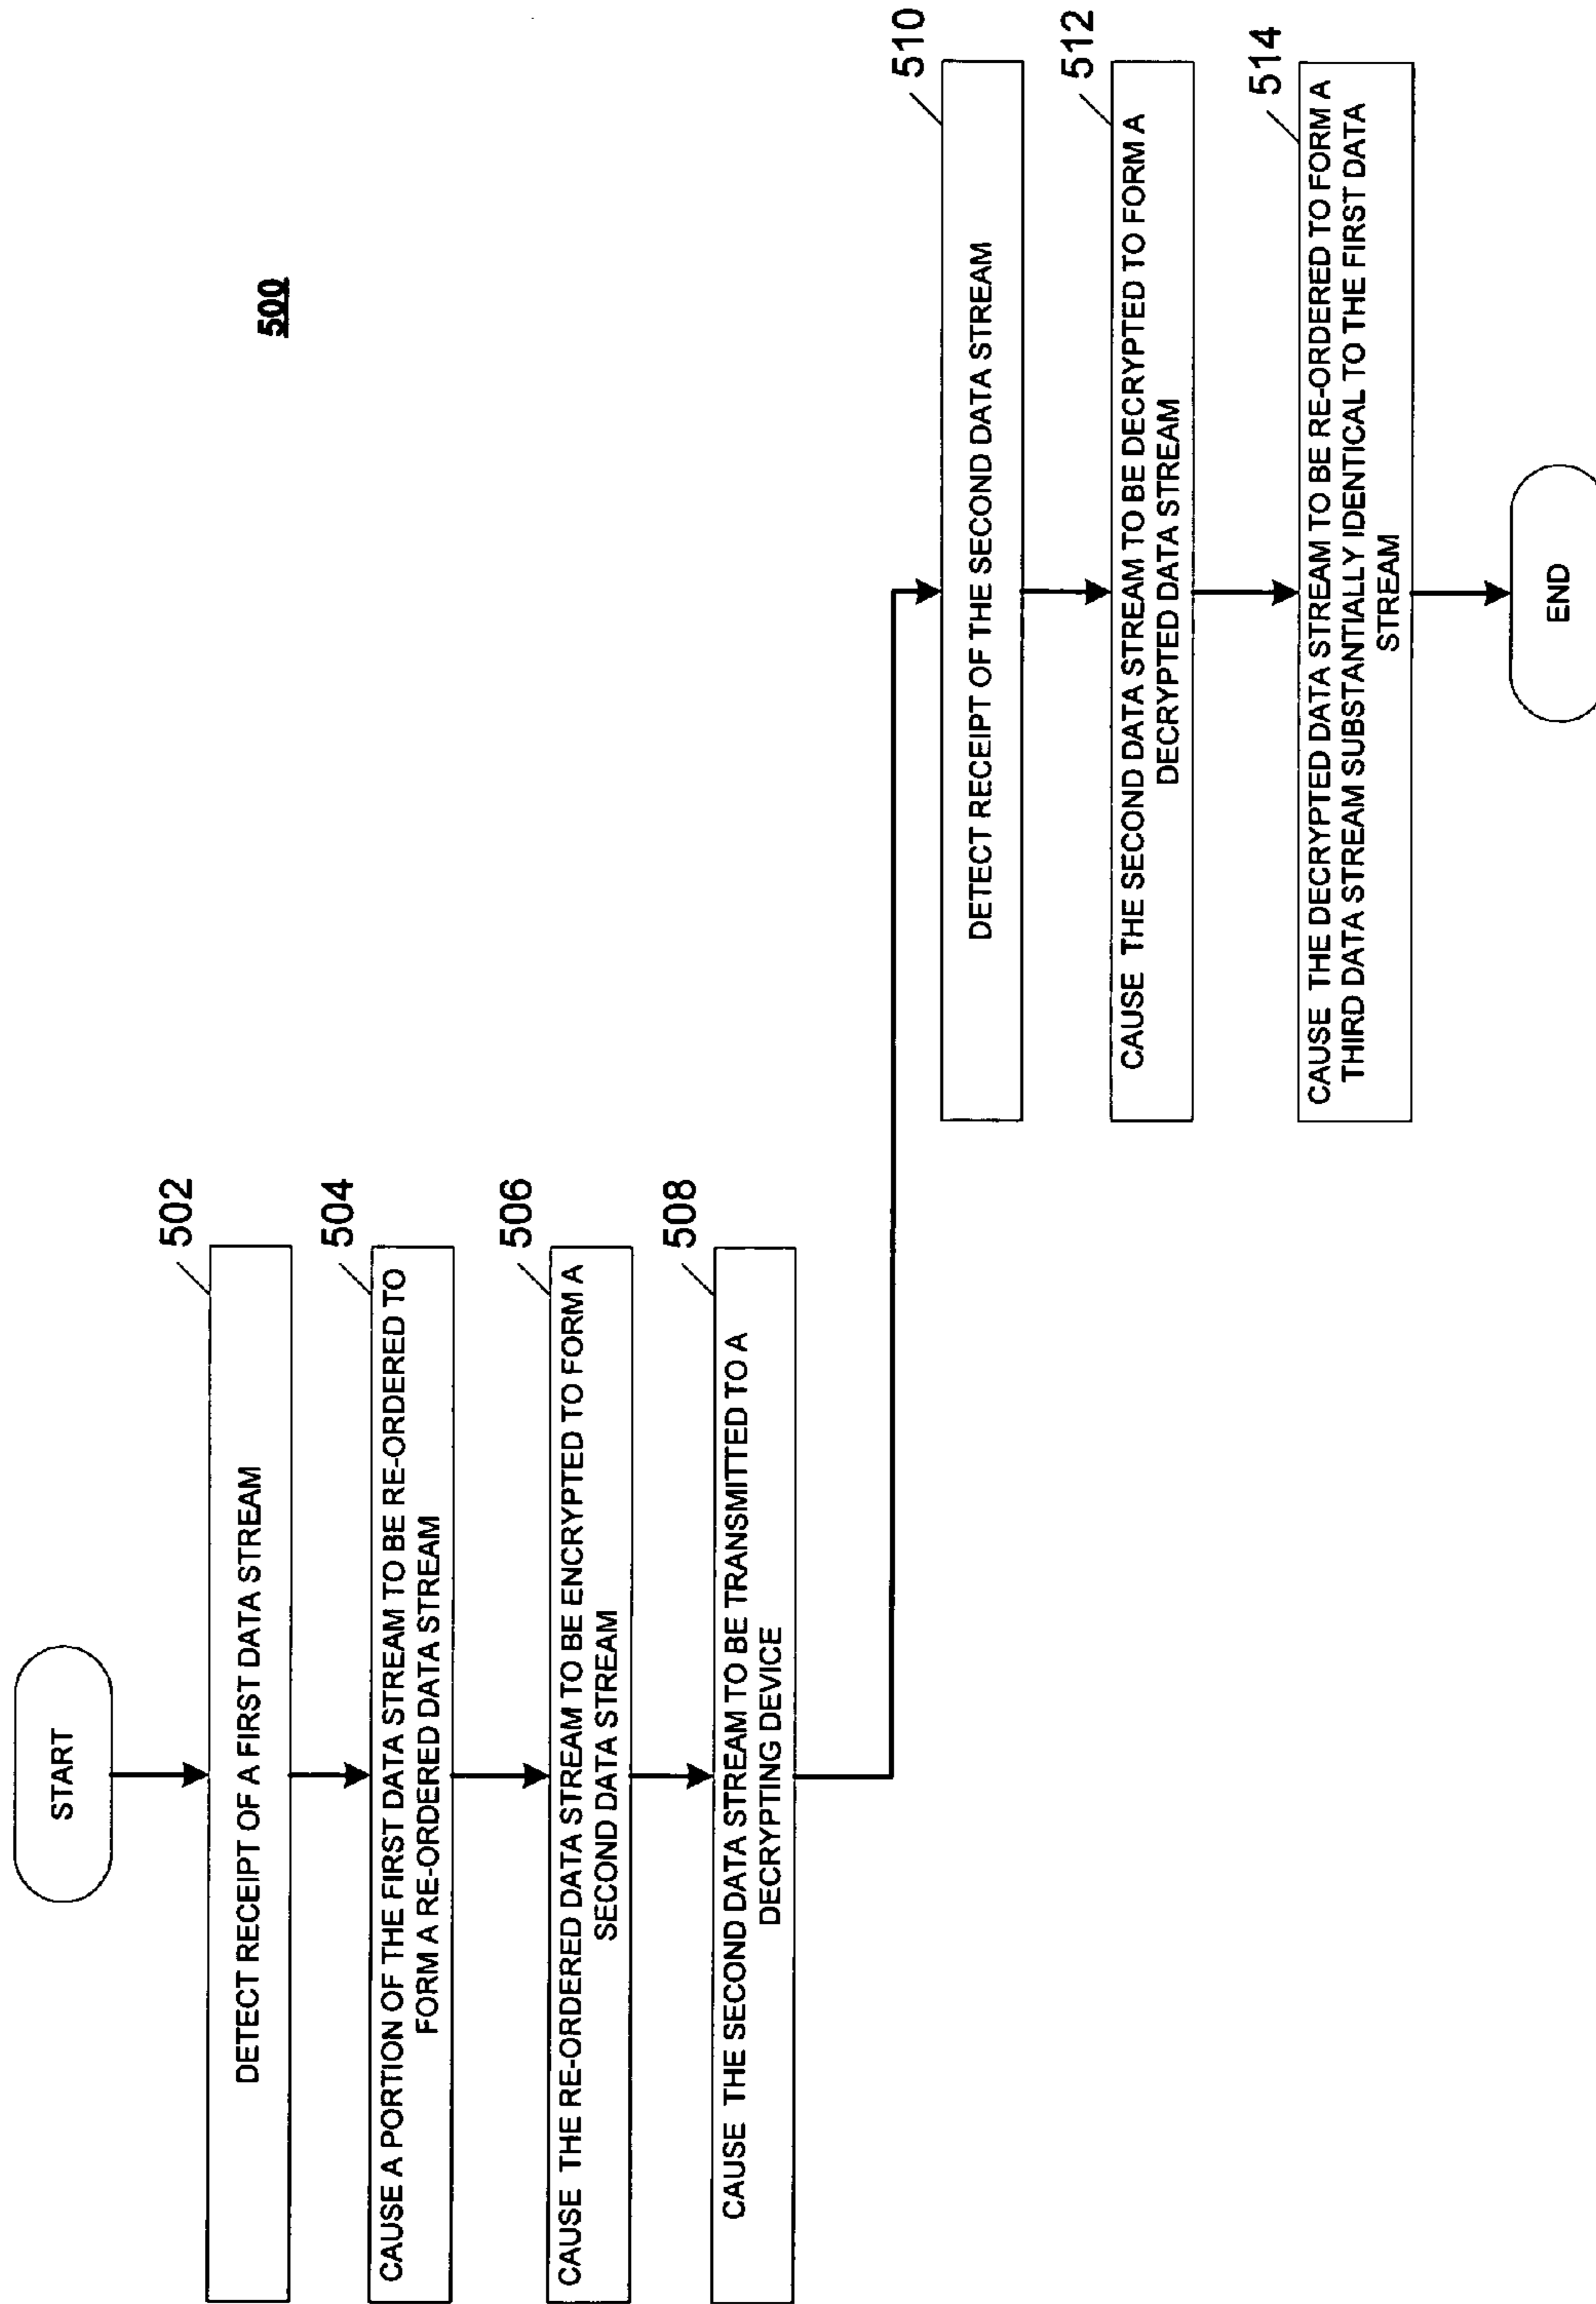 500
START
502
DETECT RECEIPT OF A FIRST DATA STREAM
504
CAUSE A PORTION OF THE FIRST DATA STREAM TO BE RE-ORDERED TO
FORM A RE-ORDERED DATA STREAM
506
CAUSE THE RE-ORDERED DATA STREAM TO BE ENCRYPTED TO FORM A
SECOND DATA STREAM
508
CAUSE THE SECOND DATA STREAM TO BE TRANSMITTED TO A
DECRYPTING DEVICE
510
DETECT RECEIPT OF THE SECOND DATA STREAM
512
CAUSE THE SECOND DATA STREAM TO BE DECRYPTED TO FORM A
DECRYPTED DATA STREAM
514
CAUSE THE DECRYPTED DATA STREAM TO BE RE-ORDERED TO FORM A
THIRD DATA STREAM SUBSTANTIALLY IDENTICAL TO THE FIRST DATA
STREAM
END